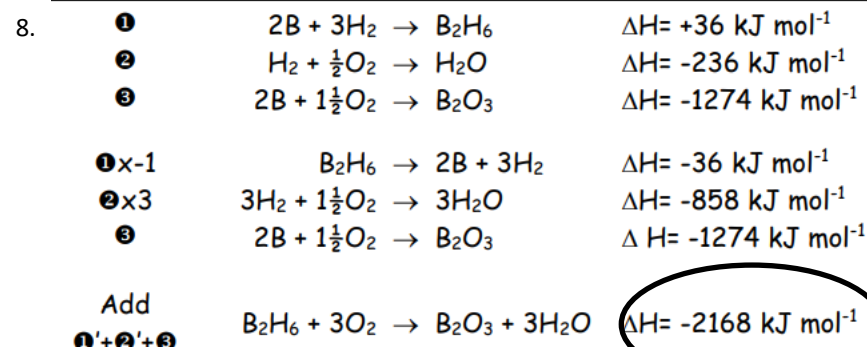 8. ❶ 2B + 3H₂ → B₂H₆ ΔH= +36 kJ mol⁻¹
❷ H₂ + ½O₂ → H₂O ΔH= -236 kJ mol⁻¹
❸ 2B + 1½O₂ → B₂O₃ ΔH= -1274 kJ mol⁻¹
❶x-1 B₂H₆ → 2B + 3H₂ ΔH= -36 kJ mol⁻¹
❷x3 3H₂ + 1½O₂ → 3H₂O ΔH= -858 kJ mol⁻¹
❸ 2B + 1½O₂ → B₂O₃ Δ H= -1274 kJ mol⁻¹
Add
❶'+❷'+❸ B₂H₆ + 3O₂ → B₂O₃ + 3H₂O ΔH= -2168 kJ mol⁻¹